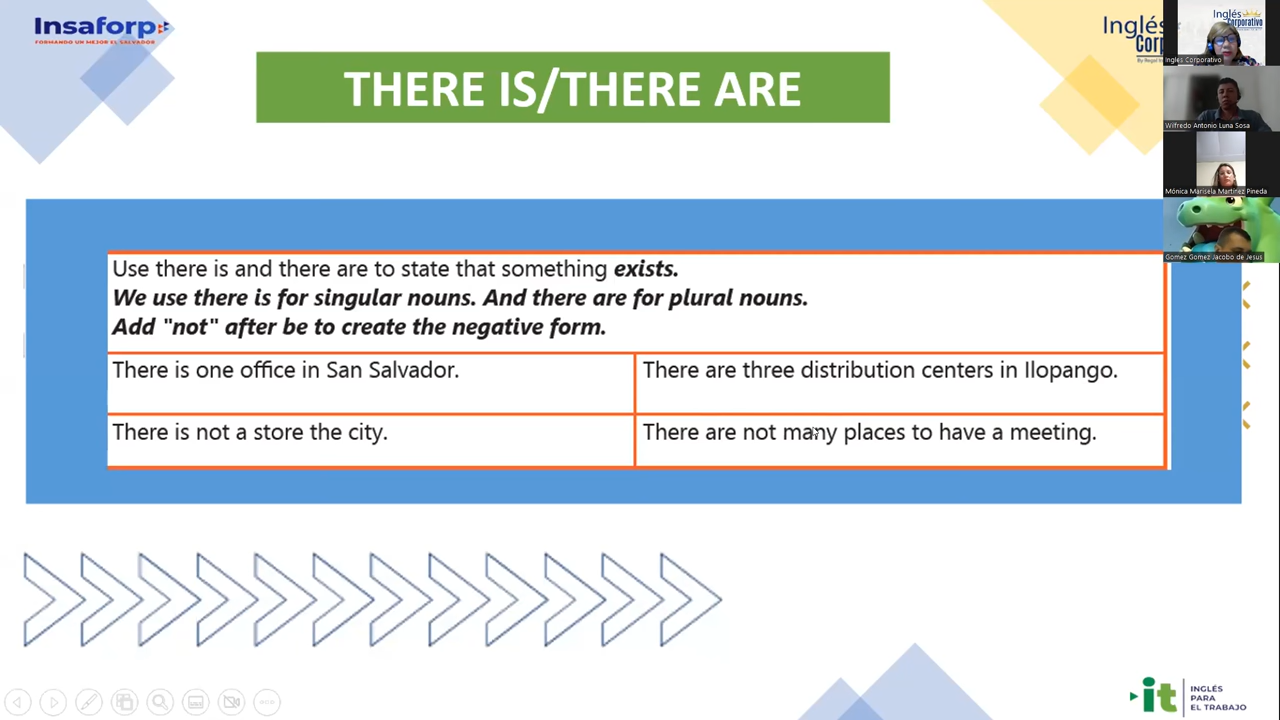 Insaforp
FORMANDO UN MEJOR EL SALVADOR
Inglés
Corp
THERE IS/THERE ARE
Inglés
Corporativo
Ingles Corporativo
Wilfredo Antonio Luna Sosa
Mónica Marisela Martinez Pineda
Gomez Gomez Jacobo de Jesus
Use there is and there are to state that something exists.
We use there is for singular nouns. And there are for plural nouns.
Add "not" after be to create the negative form.
There is one office in San Salvador.
There are three distribution centers in Ilopango.
There is not a store the city.
There are not many places to have a meeting.
it
INGLÉS
PARA
EL TRABAJO